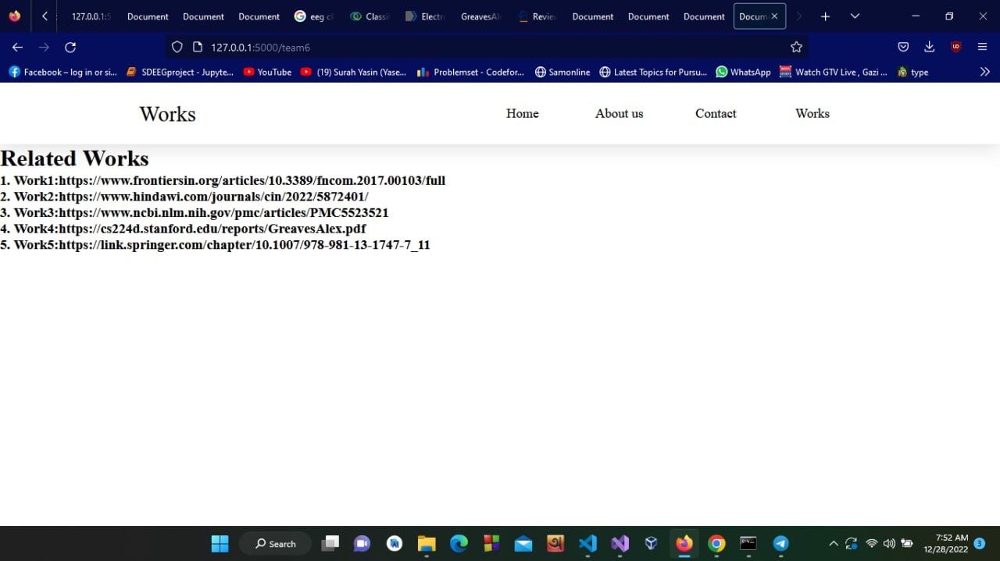 127.0.0.1:5
Document
Document
Document
eeg cl
Classi
Electr
GreavesAl
Revie
Document
Document
Document
Docum
127.0.0.1:5000/team6
Facebook – log in or si...
SDEEGproject - Jupyte...
YouTube
(19) Surah Yasin (Yase...
Problemset - Codefor...
Samonline
Latest Topics for Pursu...
WhatsApp
Watch GTV Live , Gazi ...
type
Works
Home
About us
Contact
Works
Related Works
1. Work1:https://www.frontiersin.org/articles/10.3389/fncom.2017.00103/full
2. Work2:https://www.hindawi.com/journals/cin/2022/5872401/
3. Work3:https://www.ncbi.nlm.nih.gov/pmc/articles/PMC5523521
4. Work4:https://cs224d.stanford.edu/reports/GreavesAlex.pdf
5. Work5:https://link.springer.com/chapter/10.1007/978-981-13-1747-7_11
Search
7:52 AM
12/28/2022
3